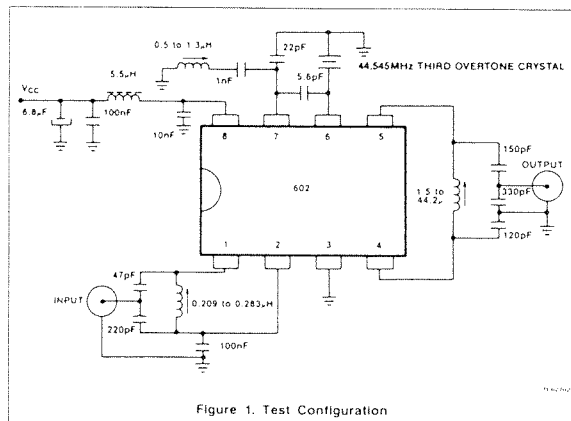 0.5 to 1.3µH
22pF
44.545MHz THIRD OVERTONE CRYSTAL
5.5µH
1nF
5.6pF
VCC
6.8µF
100nF
10nF
8
7
6
5
150pF
OUTPUT
602
1.5 to
44.2µ
330pF
120pF
1
2
3
4
47pF
INPUT
0.209 to 0.283µH
220pF
100nF
Figure 1. Test Configuration